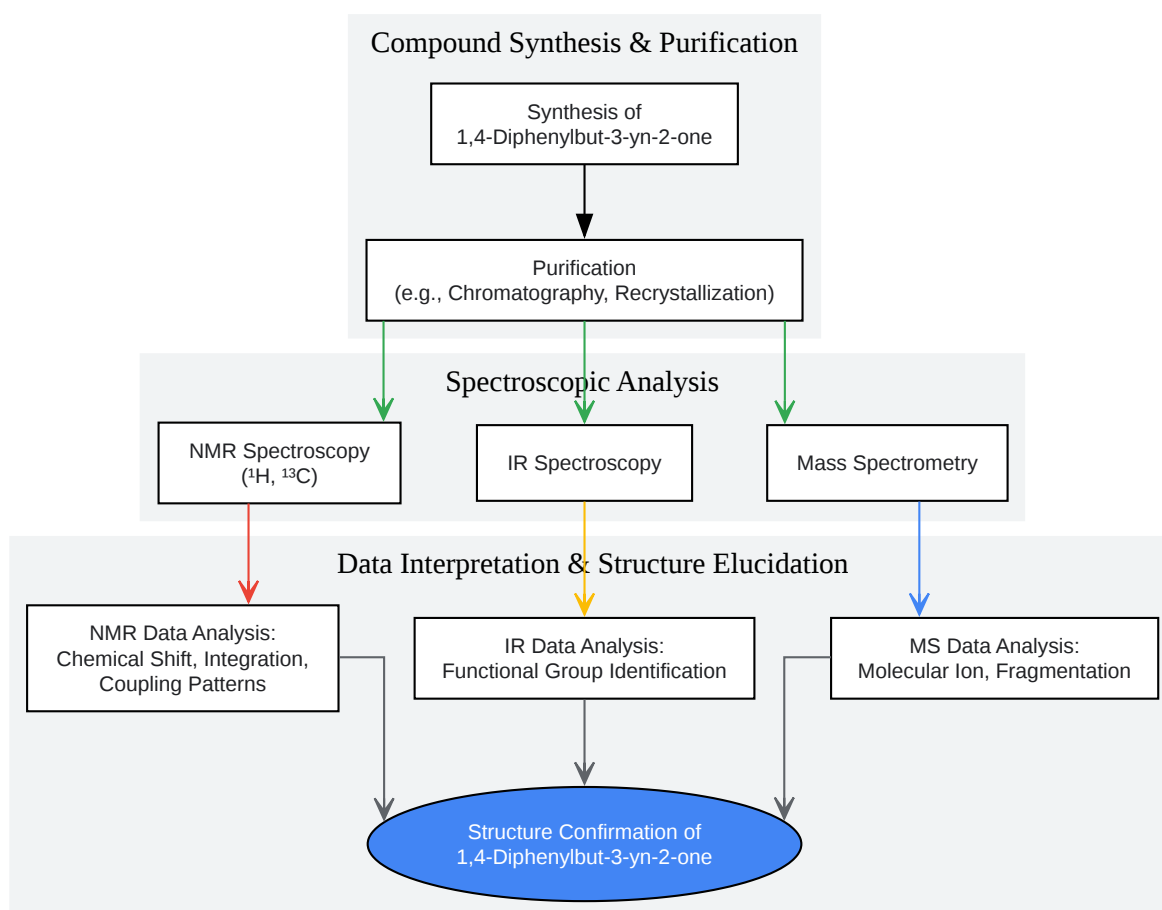 Compound Synthesis & Purification
Synthesis of
1,4-Diphenylbut-3-yn-2-one
Purification
(e.g., Chromatography, Recrystallization)
Spectroscopic Analysis
NMR Spectroscopy
(¹H, ¹³C)
IR Spectroscopy
Mass Spectrometry
Data Interpretation & Structure Elucidation
NMR Data Analysis:
Chemical Shift, Integration,
Coupling Patterns
IR Data Analysis:
Functional Group Identification
MS Data Analysis:
Molecular Ion, Fragmentation
Structure Confirmation of
1,4-Diphenylbut-3-yn-2-one